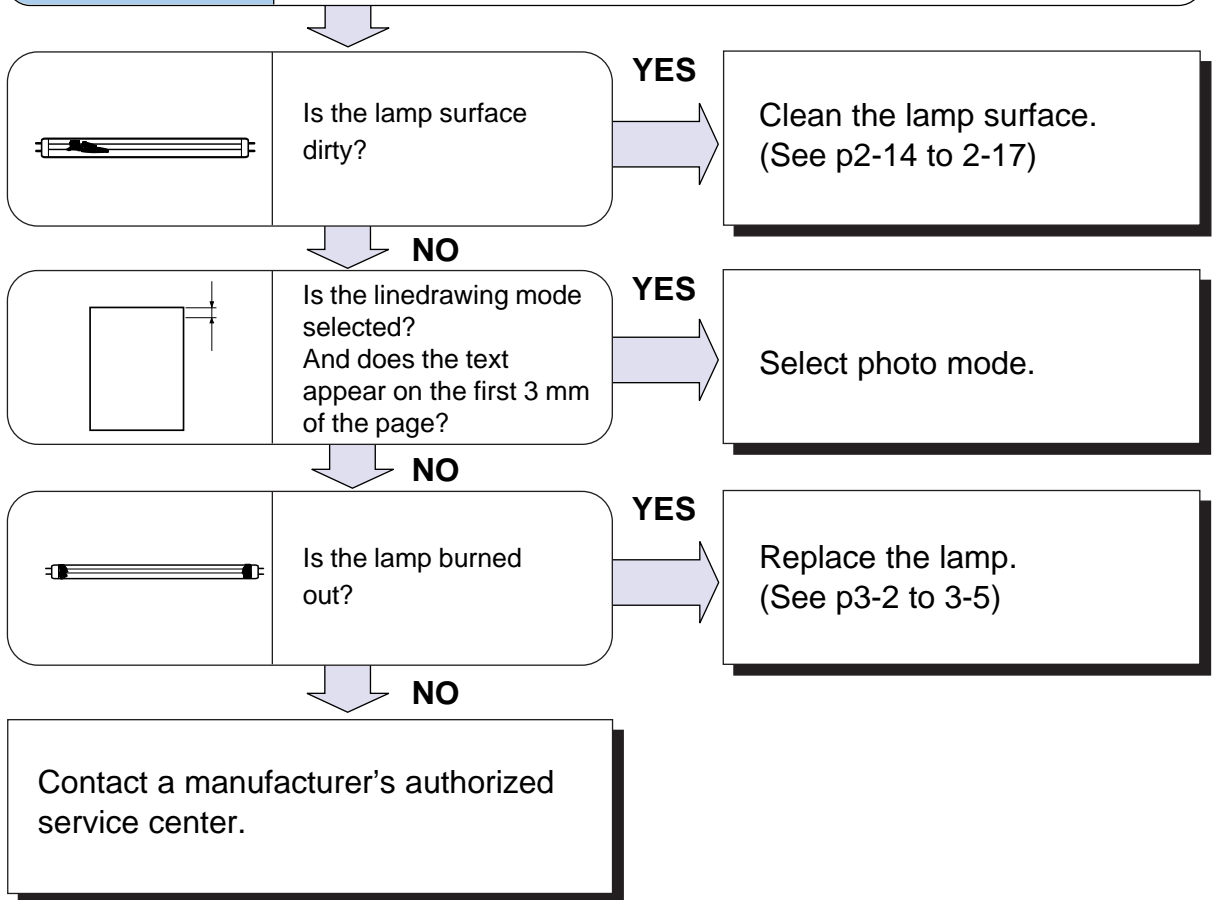 Is the lamp surface
dirty?
YES
Clean the lamp surface.
(See p2-14 to 2-17)
NO
Is the linedrawing mode
selected?
And does the text
appear on the first 3 mm
of the page?
YES
Select photo mode.
NO
Is the lamp burned
out?
YES
Replace the lamp.
(See p3-2 to 3-5)
NO
Contact a manufacturer’s authorized
service center.